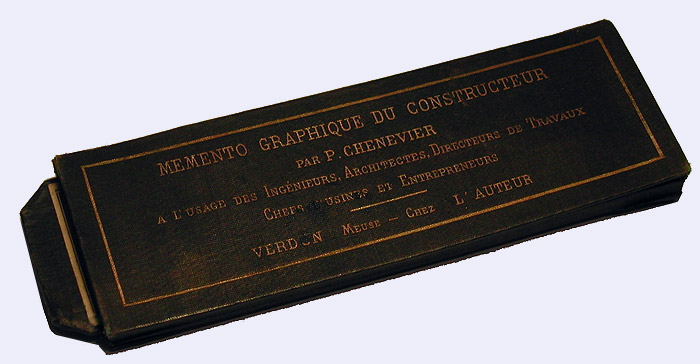 MEMENTO GRAPHIQUE DU CONSTRUCTEUR
PAR P. CHENEVIER
A L'USAGE DES INGÉNIEURS, ARCHITECTES, DIRECTEURS DE TRAVAUX
CHEFS D'USINES ET ENTREPRENEURS
VERDUN MEUSE — CHEZ L'AUTEUR